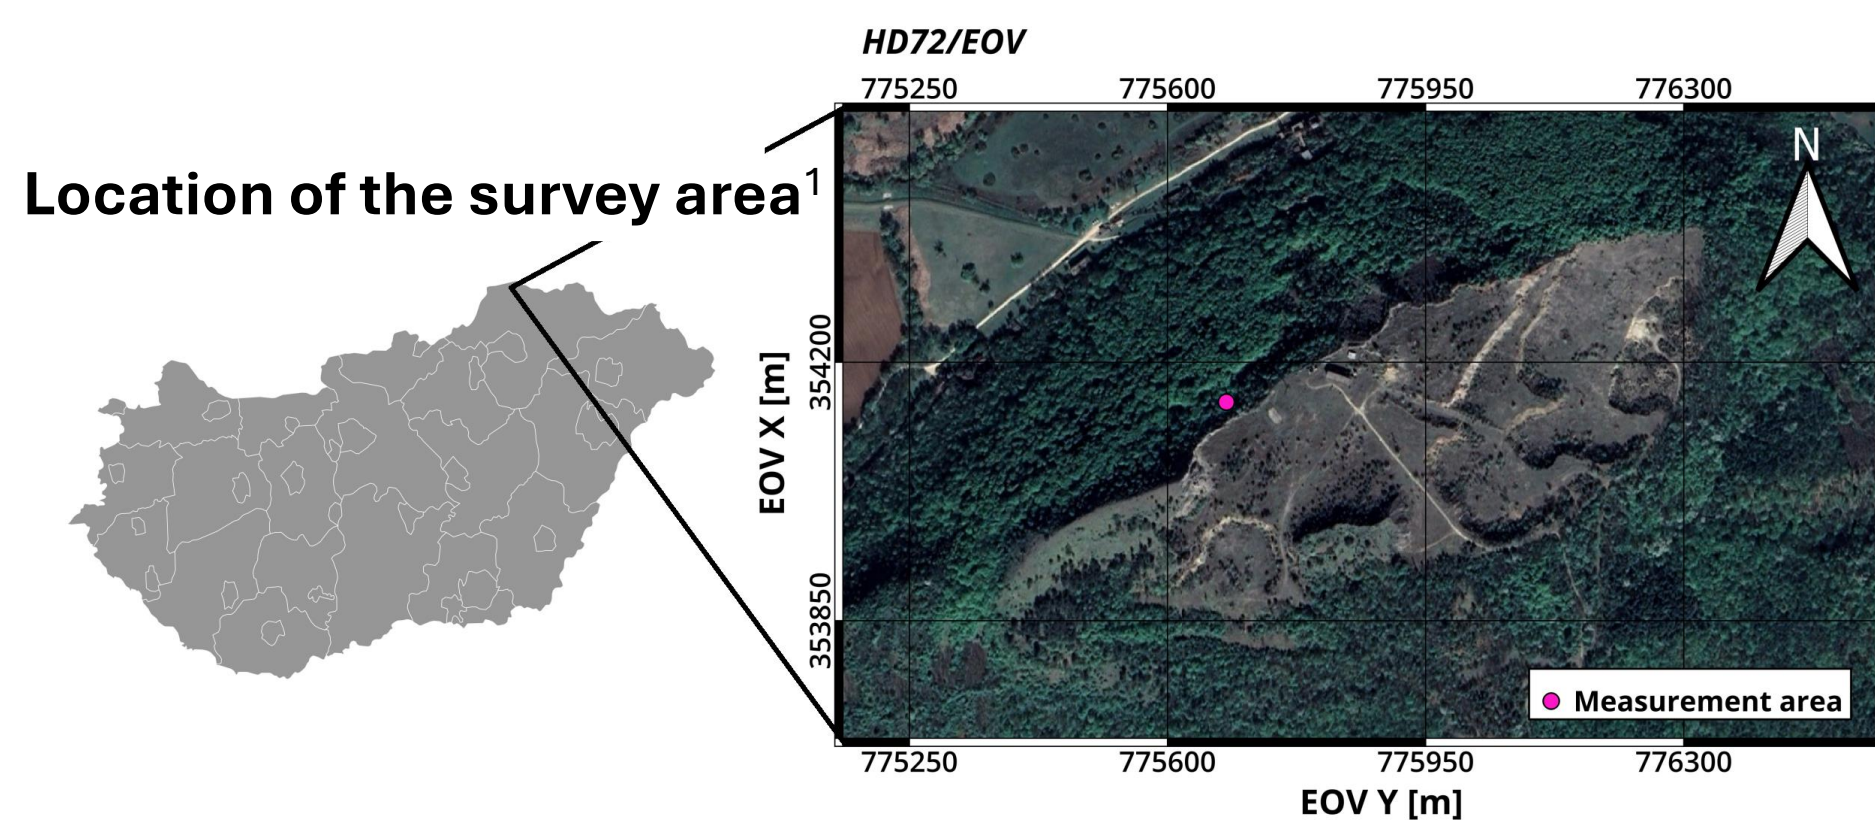 HD72/EOV
775250 775600 775950 776300
Location of the survey area¹
N
354200
EOV X [m]
353850
Measurement area
775250 775600 775950 776300
EOV Y [m]